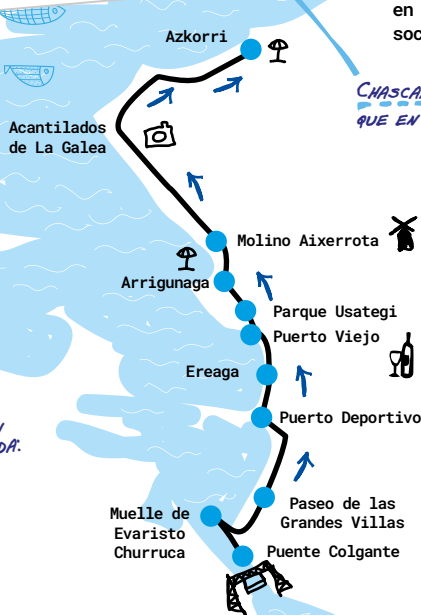 en
soc
Azkorri
CHASCA
QUE EN
Acantilados
de La Galea
Molino Aixerrota
Arrigunaga
Parque Usategi
Puerto Viejo
Ereaga
Puerto Deportivo
DA.
Paseo de las
Grandes Villas
Muelle de
Evaristo
Churruca
Puente Colgante